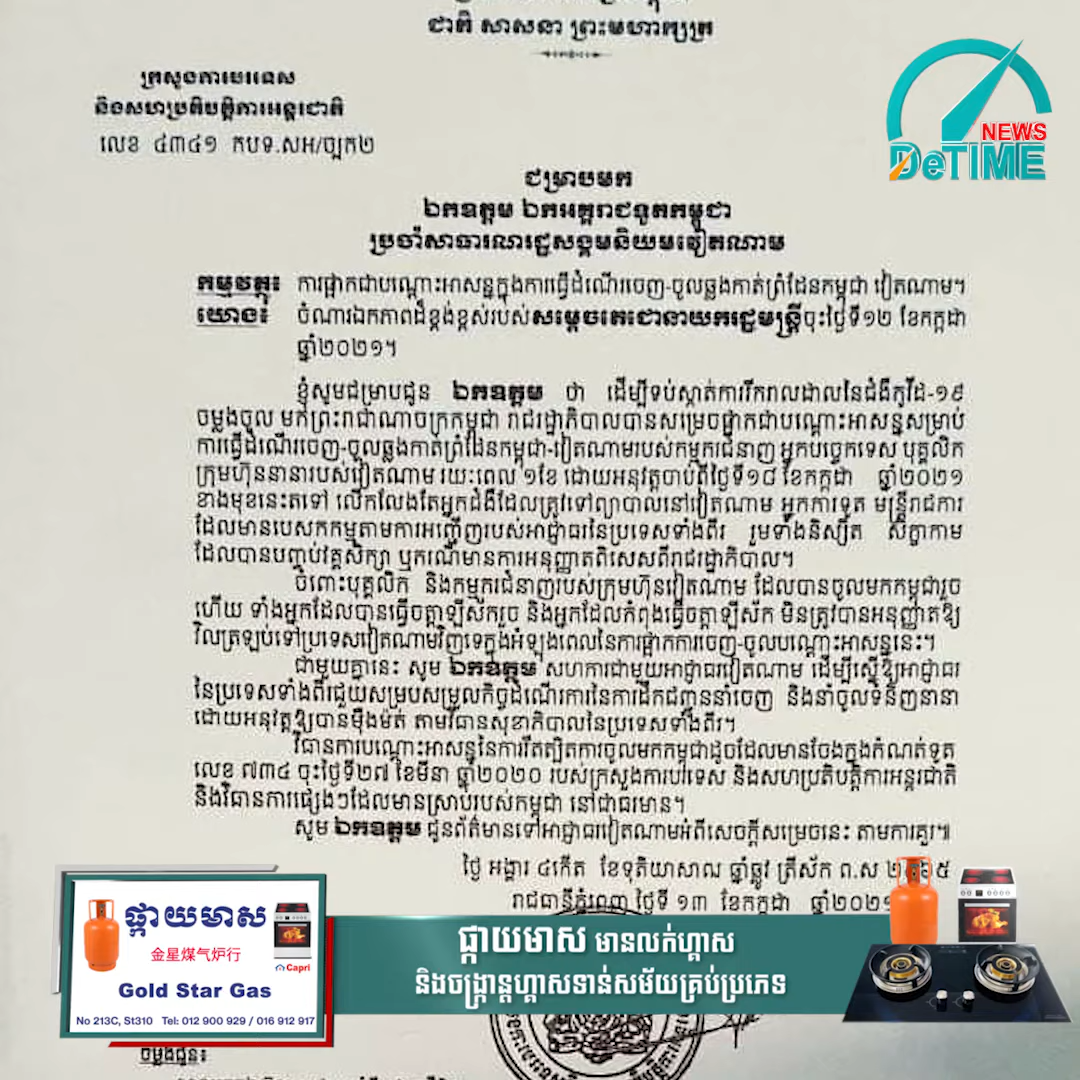 ជាតិ សាសនា ព្រះមហាក្សត្រ
ក្រសួងការបរទេស
និងសហប្រតិបត្តិការអន្តរជាតិ
លេខ ៤៣៤១ កបទ.សអ/ច្បក២
NEWS
DeTIME
ជម្រាបមក
ឯកឧត្តម ឯកអគ្គរាជទូតកម្ពុជា
ប្រចាំសាធារណរដ្ឋសង្គមនិយមវៀតណាម
កម្មវត្ថុ៖ ការផ្អាកជាបណ្តោះអាសន្នក្នុងការធ្វើដំណើរចេញ-ចូលឆ្លងកាត់ព្រំដែនកម្ពុជា វៀតណាម។
យោង៖ ចំណារឯកភាពដ៏ខ្ពង់ខ្ពស់របស់សម្តេចតេជោនាយករដ្ឋមន្ត្រីចុះថ្ងៃទី១២ ខែកក្កដា
ឆ្នាំ២០២១។
ខ្ញុំសូមជម្រាបជូន ឯកឧត្តម ថា ដើម្បីទប់ស្កាត់ការរីករាលដាលនៃជំងឺកូវីដ-១៩
ចម្លងចូល មកព្រះរាជាណាចក្រកម្ពុជា រាជរដ្ឋាភិបាលបានសម្រេចផ្អាកជាបណ្តោះអាសន្នសម្រាប់
ការធ្វើដំណើរចេញ-ចូលឆ្លងកាត់ព្រំដែនកម្ពុជា-វៀតណាមរបស់កម្មករជំនាញ អ្នកបច្ចេកទេស បុគ្គលិក
ក្រុមហ៊ុននានារបស់វៀតណាម រយៈពេល ១ខែ ដោយអនុវត្តចាប់ពីថ្ងៃទី១៨ ខែកក្កដា ឆ្នាំ២០២១
ខាងមុខនេះតទៅ លើកលែងតែអ្នកជំងឺដែលត្រូវទៅព្យាបាលនៅវៀតណាម អ្នកការទូត មន្ត្រីរាជការ
ដែលមានបេសកកម្មតាមការអញ្ជើញរបស់អាជ្ញាធរនៃប្រទេសទាំងពីរ រួមទាំងនិស្សិត សិក្ខាកាម
ដែលបានបញ្ចប់វគ្គសិក្សា ឬករណីមានការអនុញ្ញាតពិសេសពីរាជរដ្ឋាភិបាល។
ចំពោះបុគ្គលិក និងកម្មករជំនាញរបស់ក្រុមហ៊ុនវៀតណាម ដែលបានចូលមកកម្ពុជារួច
ហើយ ទាំងអ្នកដែលបានធ្វើចត្តាឡីស័ករួច និងអ្នកដែលកំពុងធ្វើចត្តាឡីស័ក មិនត្រូវបានអនុញ្ញាតឱ្យ
វិលត្រឡប់ទៅប្រទេសវៀតណាមវិញទេក្នុងអំឡុងពេលនៃការផ្អាកការចេញ-ចូលបណ្តោះអាសន្ននេះ។
ជាមួយគ្នានេះ សូម ឯកឧត្តម សហការជាមួយអាជ្ញាធរវៀតណាម ដើម្បីស្នើឱ្យអាជ្ញាធរ
នៃប្រទេសទាំងពីរជួយសម្របសម្រួលកិច្ចដំណើរការនៃការដឹកជញ្ជូននាំចេញ និងនាំចូលទំនិញនានា
ដោយអនុវត្តឱ្យបានម៉ឺងម៉ត់ តាមវិធានសុខាភិបាលនៃប្រទេសទាំងពីរ។
វិធានការបណ្តោះអាសន្ននៃការរឹតត្បិតការចូលមកកម្ពុជាដូចដែលមានចែងក្នុងកំណត់ទូត
លេខ ៧៣៤ ចុះថ្ងៃទី២៧ ខែមីនា ឆ្នាំ២០២០ របស់ក្រសួងការបរទេស និងសហប្រតិបត្តិការអន្តរជាតិ
និងវិធានការផ្សេងៗដែលមានស្រាប់របស់កម្ពុជា នៅជាធរមាន។
សូម ឯកឧត្តម ជូនព័ត៌មានទៅអាជ្ញាធរវៀតណាមអំពីសេចក្តីសម្រេចនេះ តាមការគួរ៕
ថ្ងៃ អង្គារ ៤កើត ខែទុតិយាសាឍ ឆ្នាំឆ្លូវ ត្រីស័ក ព.ស ២៥៦៥
រាជធានីភ្នំពេញ ថ្ងៃទី ១៣ ខែកក្កដា ឆ្នាំ២០២១
ផ្កាយមាស
金星煤气炉行
Capri
Gold Star Gas
No 213C, St310 Tel: 012 900 929 / 016 912 917
ផ្កាយមាស មានលក់ហ្គាស
និងចង្ក្រានហ្គាសទាន់សម័យគ្រប់ប្រភេទ
ចម្លងជូន៖